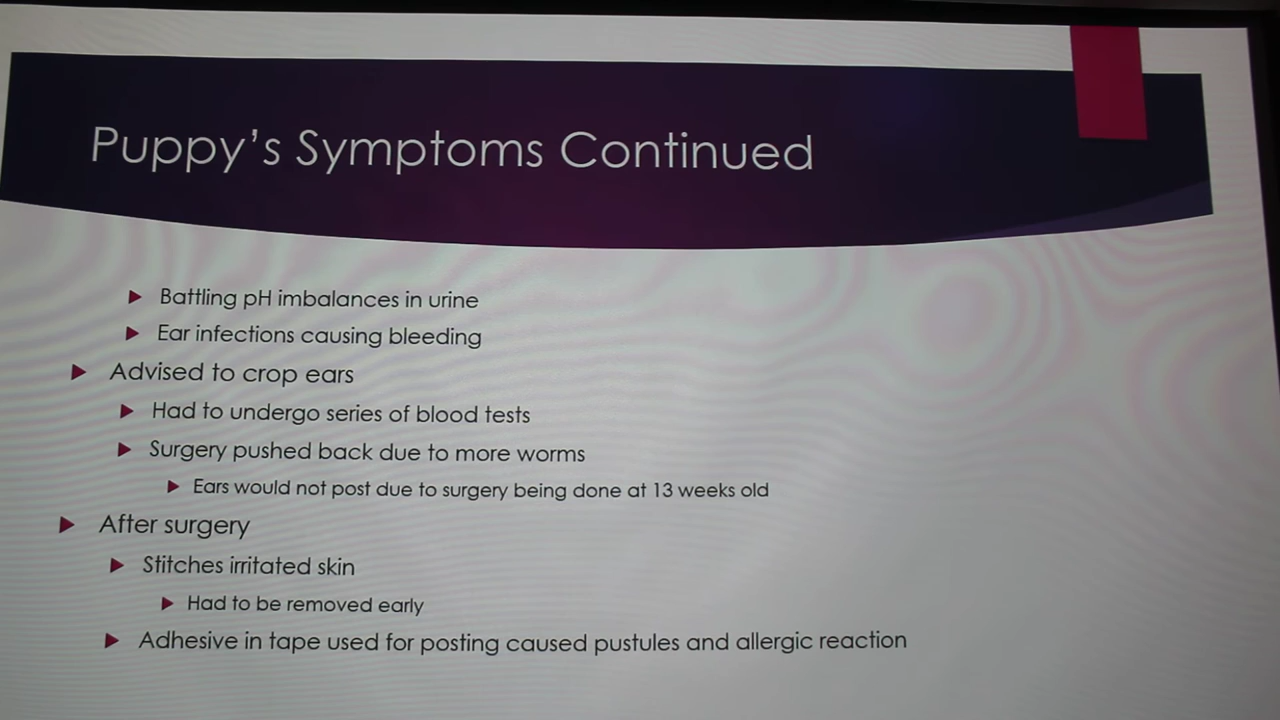 Puppy's Symptoms Continued
Battling pH imbalances in urine
Ear infections causing bleeding
Advised to crop ears
Had to undergo series of blood tests
Surgery pushed back due to more worms
Ears would not post due to surgery being done at 13 weeks old
After surgery
Stitches irritated skin
Had to be removed early
Adhesive in tape used for posting caused pustules and allergic reaction